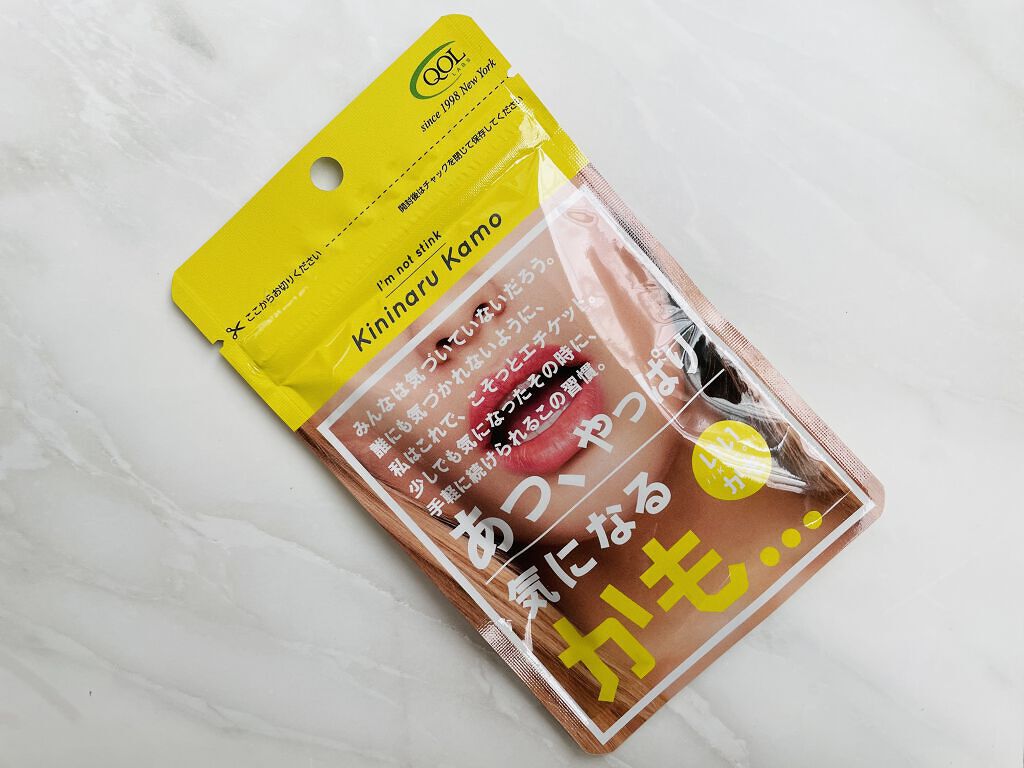 QOL
LABS
since 1998 New York
開封後はチャックを閉じて保存してください
ここからお切りください
I'm not stink
Kininaru Kamo
みんなは気づいていないだろう。
誰にも気づかれないように、
私はこれで、こそっとエチケット。
少しでも気になったその時に、
手軽に続けられるこの習慣。
あっ、やっぱり
気になる
かも...